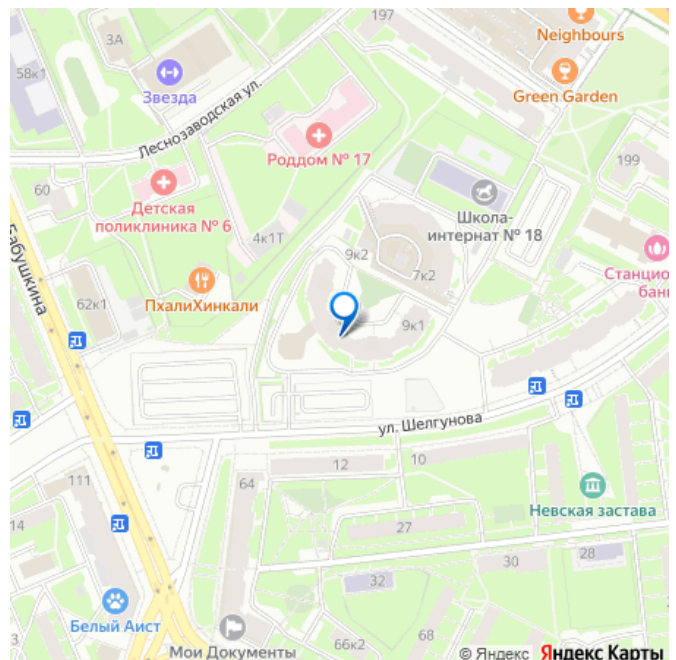 197
Neighbours
3А
58к1
Звезда
Green Garden
Леснозаводская ул.
Роддом № 17
199
60
Детская
поликлиника № 6
Школа-
интернат № 18
4к1Т
9к2
7к2
Станцио
бан
Бабушкина
62к1
ПхалиХинкали
9к1
ул. Шелгунова
12
10
111
64
Невская застава
14
27
30
28
32
Белый Аист
Мои Документы
66к2
68
© Яндекс Яндекс Карты